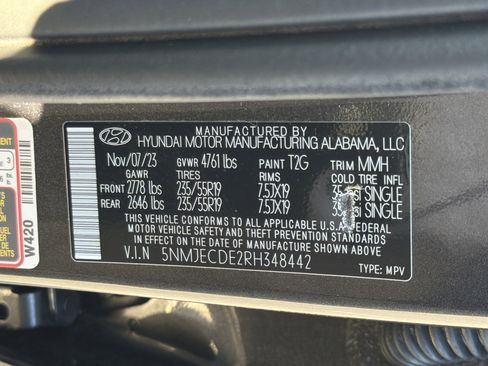 MANUFACTURED BY
HYUNDAI MOTOR MANUFACTURING ALABAMA, LLC
Nov/07/23 GVWR 4761 lbs PAINT T2G TRIM MMH
GAWR TIRES RIMS COLD TIRE INFL
FRONT 2778 lbs 235/55R19 7.5JX19 SINGLE
REAR 2646 lbs 235/55R19 7.5JX19 SINGLE
THIS VEHICLE CONFORMS TO ALL APPLICABLE U.S.A. FEDERAL
MOTOR VEHICLE SAFETY, BUMPER, AND THEFT PREVENTION
STANDARDS IN EFFECT ON THE DATE OF MANUFACTURE SHOWN ABOVE.
V.I.N 5NMJECDE2RH348442
TYPE: MPV
W420